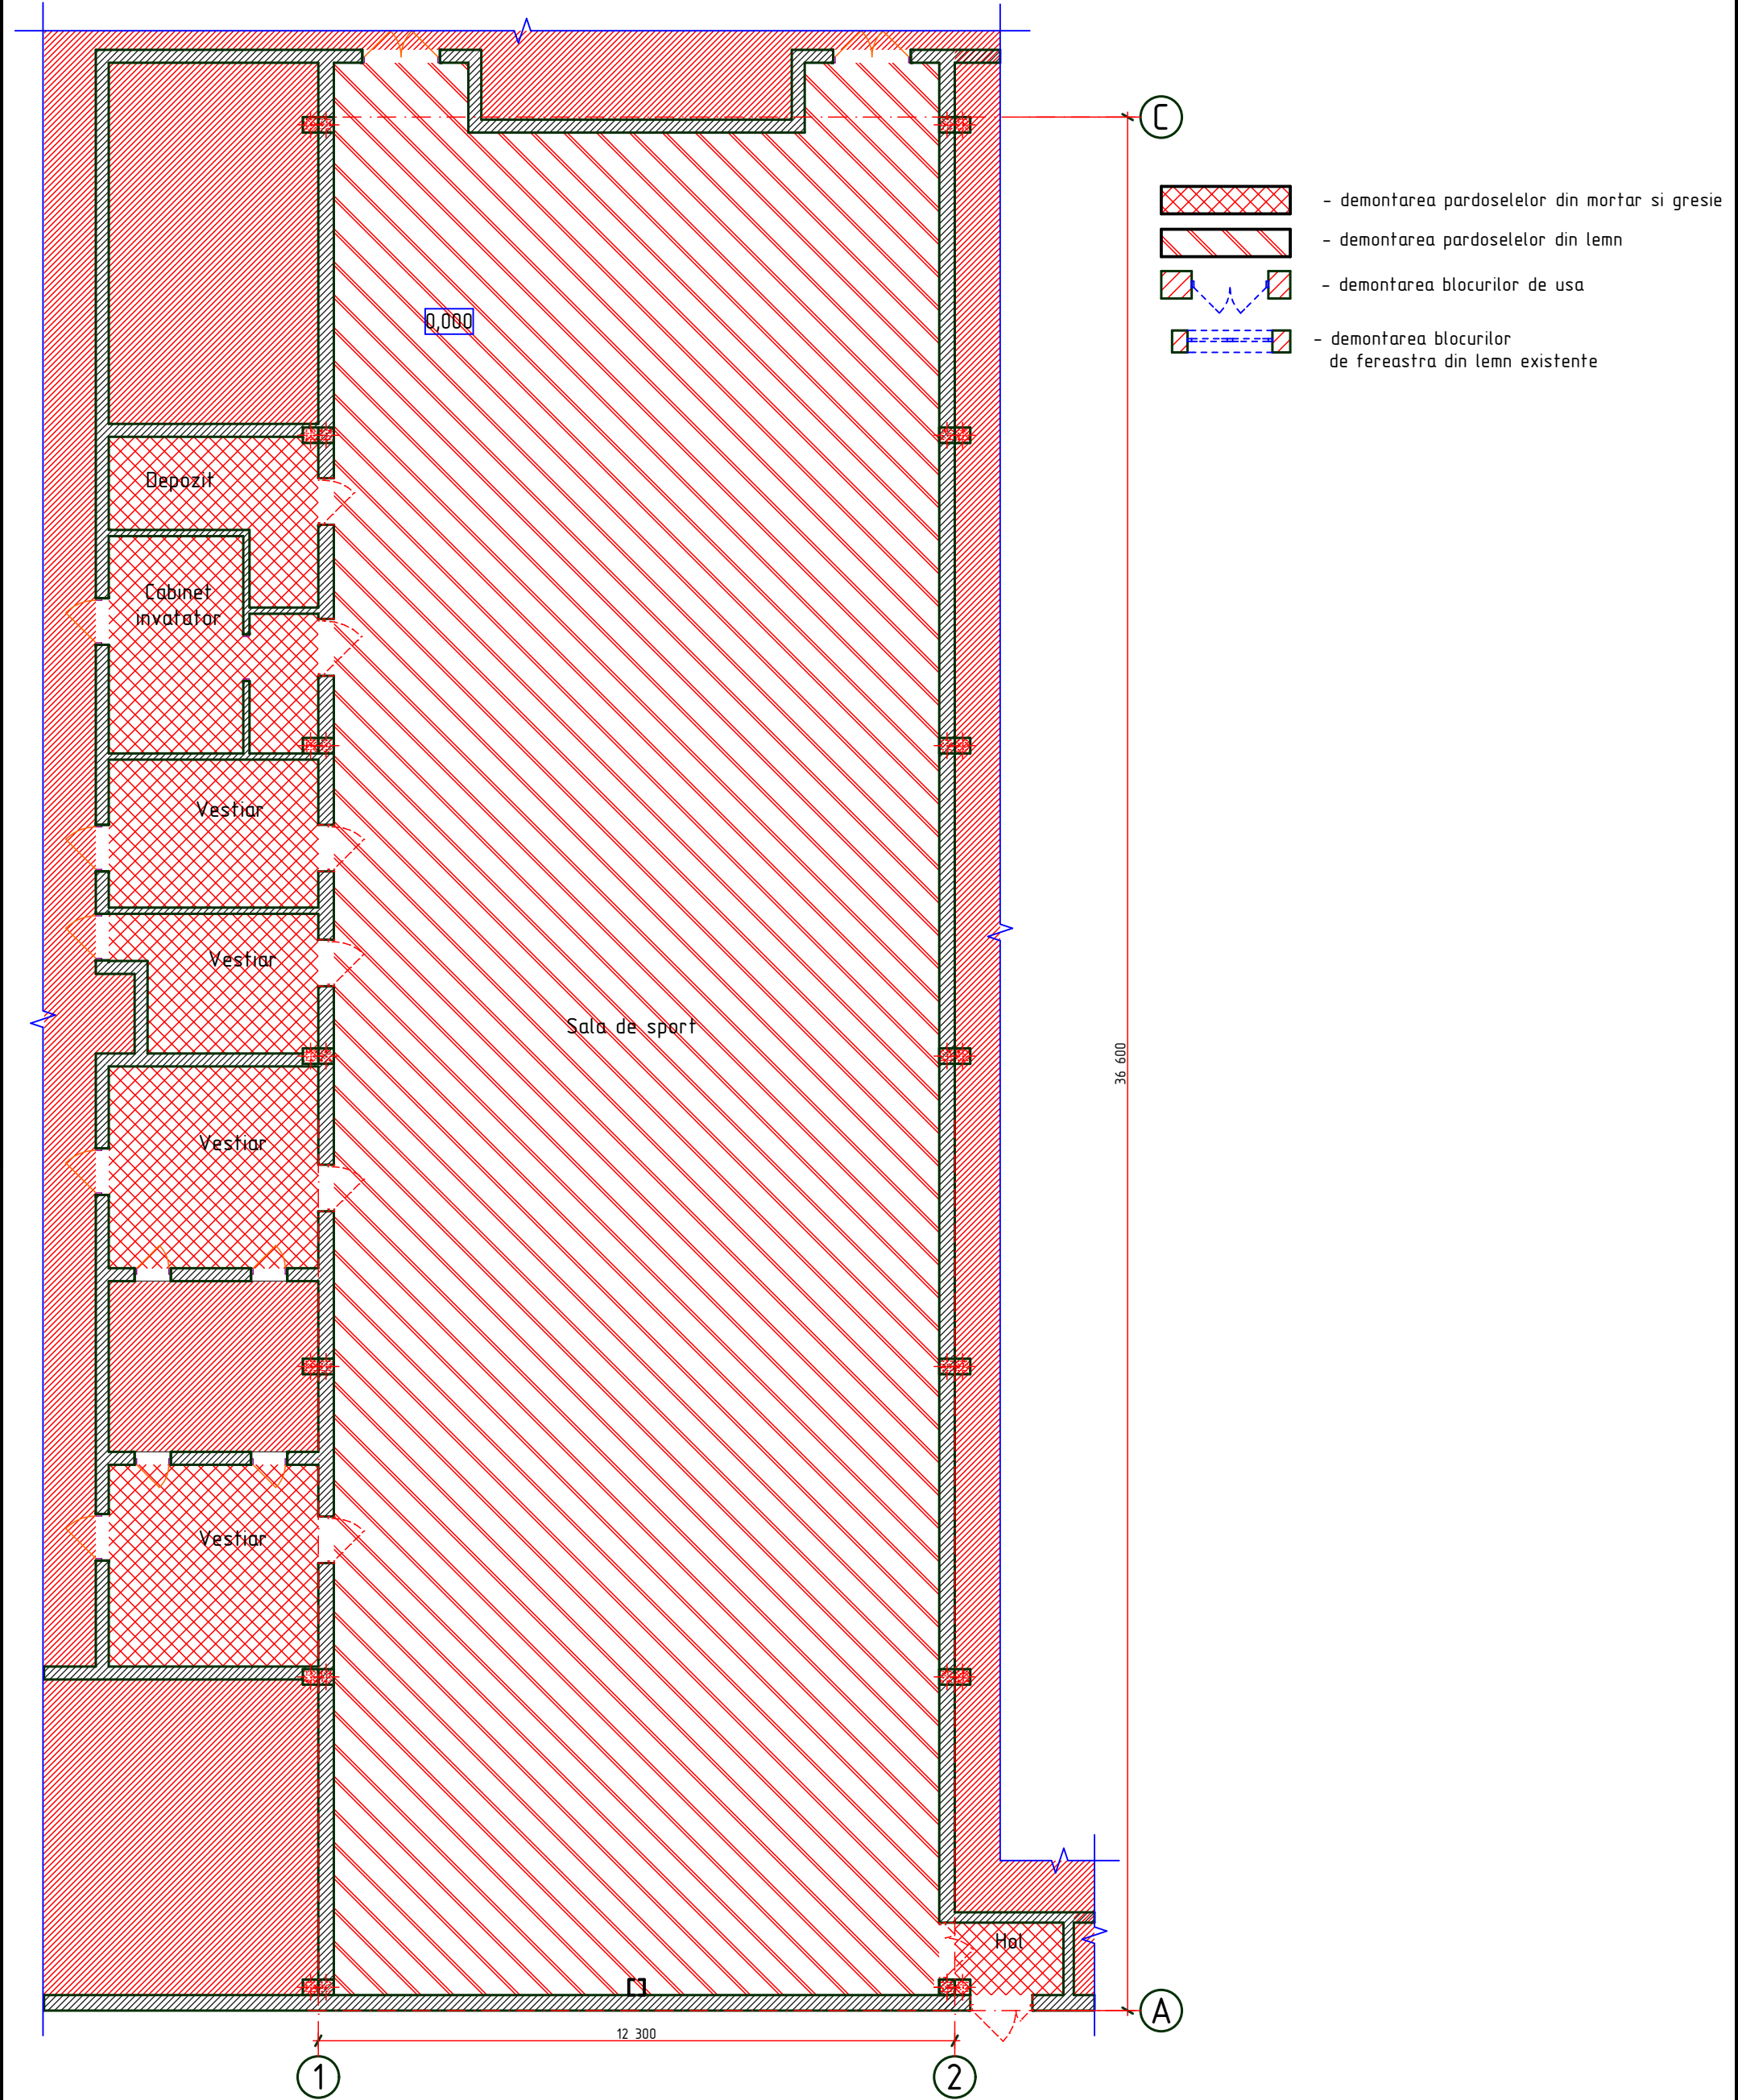 C
- demontarea pardoselelor din mortar si gresie
- demontarea pardoselelor din lemn
- demontarea blocurilor de usa
- demontarea blocurilor
de fereastra din lemn existente
0,000
Depozit
Cabinet
invatator
Vestiar
Vestiar
Sala de sport
36 600
Vestiar
Vestiar
Hol
A
12 300
1
2